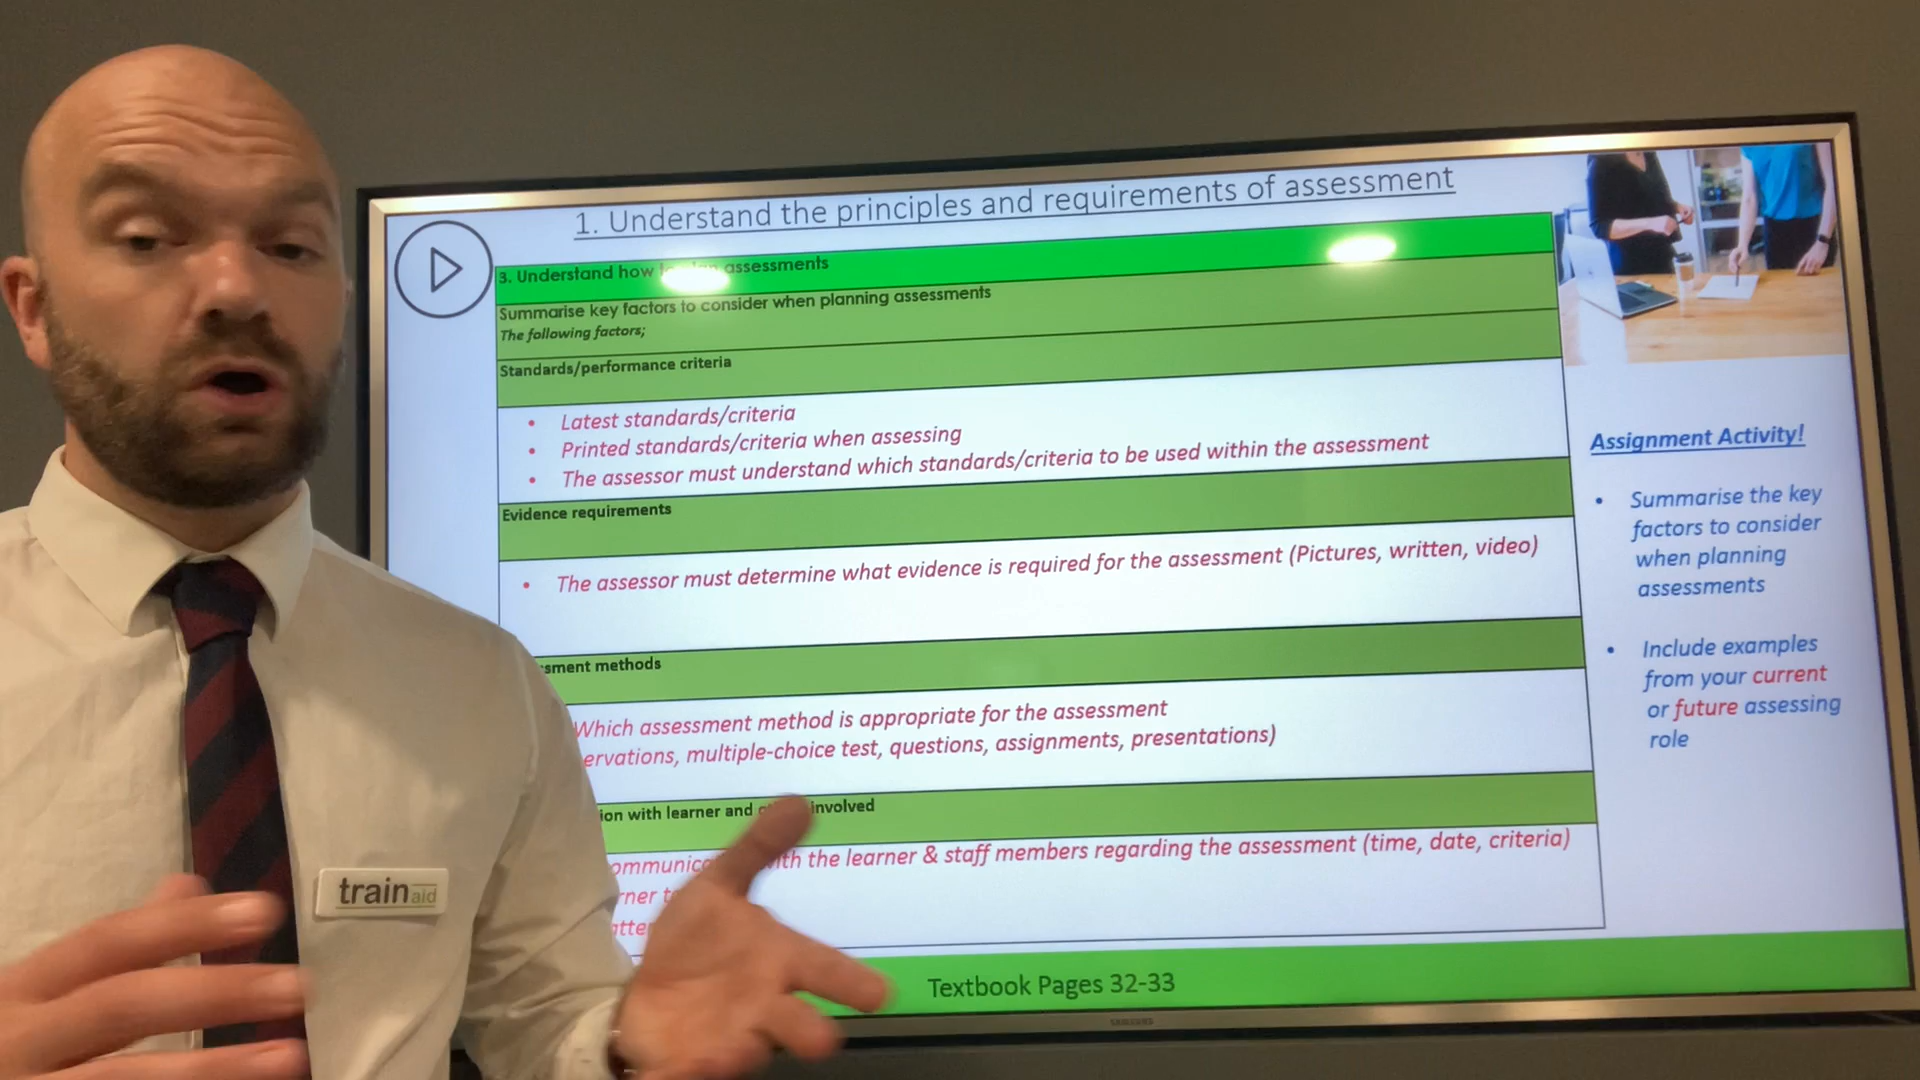 1. Understand the principles and requirements of assessment
3. Understand how assessments
Summarise key factors to consider when planning assessments
The following factors;
Standards/performance criteria
• Latest standards/criteria
• Printed standards/criteria when assessing
• The assessor must understand which standards/criteria to be used within the assessment
Evidence requirements
• The assessor must determine what evidence is required for the assessment (Pictures, written, video)
sment methods
Which assessment method is appropriate for the assessment
ervations, multiple-choice test, questions, assignments, presentations)
ion with learner and involved
ommunic th the learner & staff members regarding the assessment (time, date, criteria)
rner t
atte
Assignment Activity!
• Summarise the key
factors to consider
when planning
assessments
• Include examples
from your current
or future assessing
role
Textbook Pages 32-33
SAMSUNG
train aid